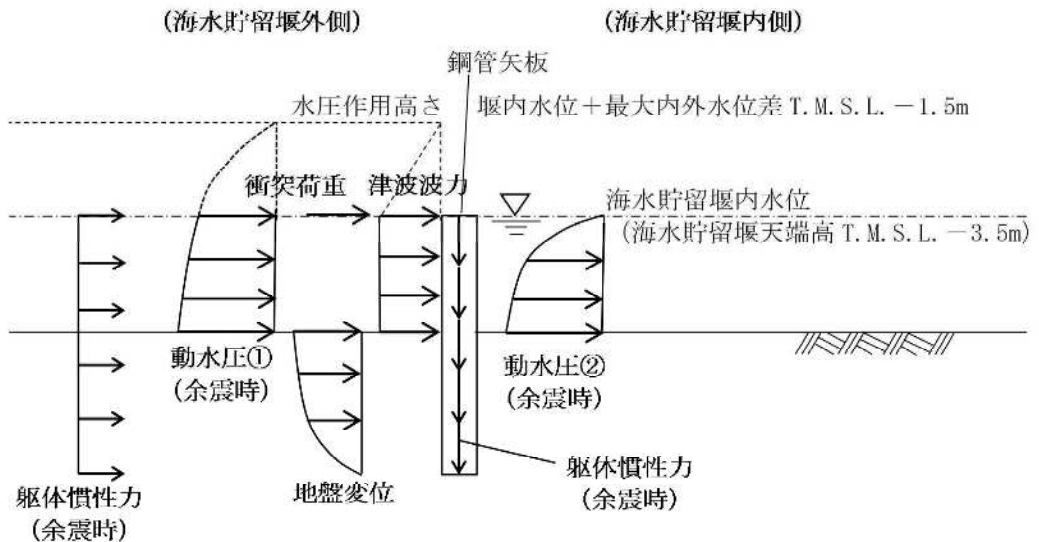 (海水貯留堰外側)
(海水貯留堰内側)
鋼管矢板
水圧作用高さ 堰内水位+最大内外水位差 T.M.S.L.-1.5m
衝突荷重 津波波力
海水貯留堰内水位
(海水貯留堰天端高 T.M.S.L.-3.5m)
動水圧①
(余震時)
動水圧②
(余震時)
躯体慣性力
(余震時)
地盤変位
躯体慣性力
(余震時)